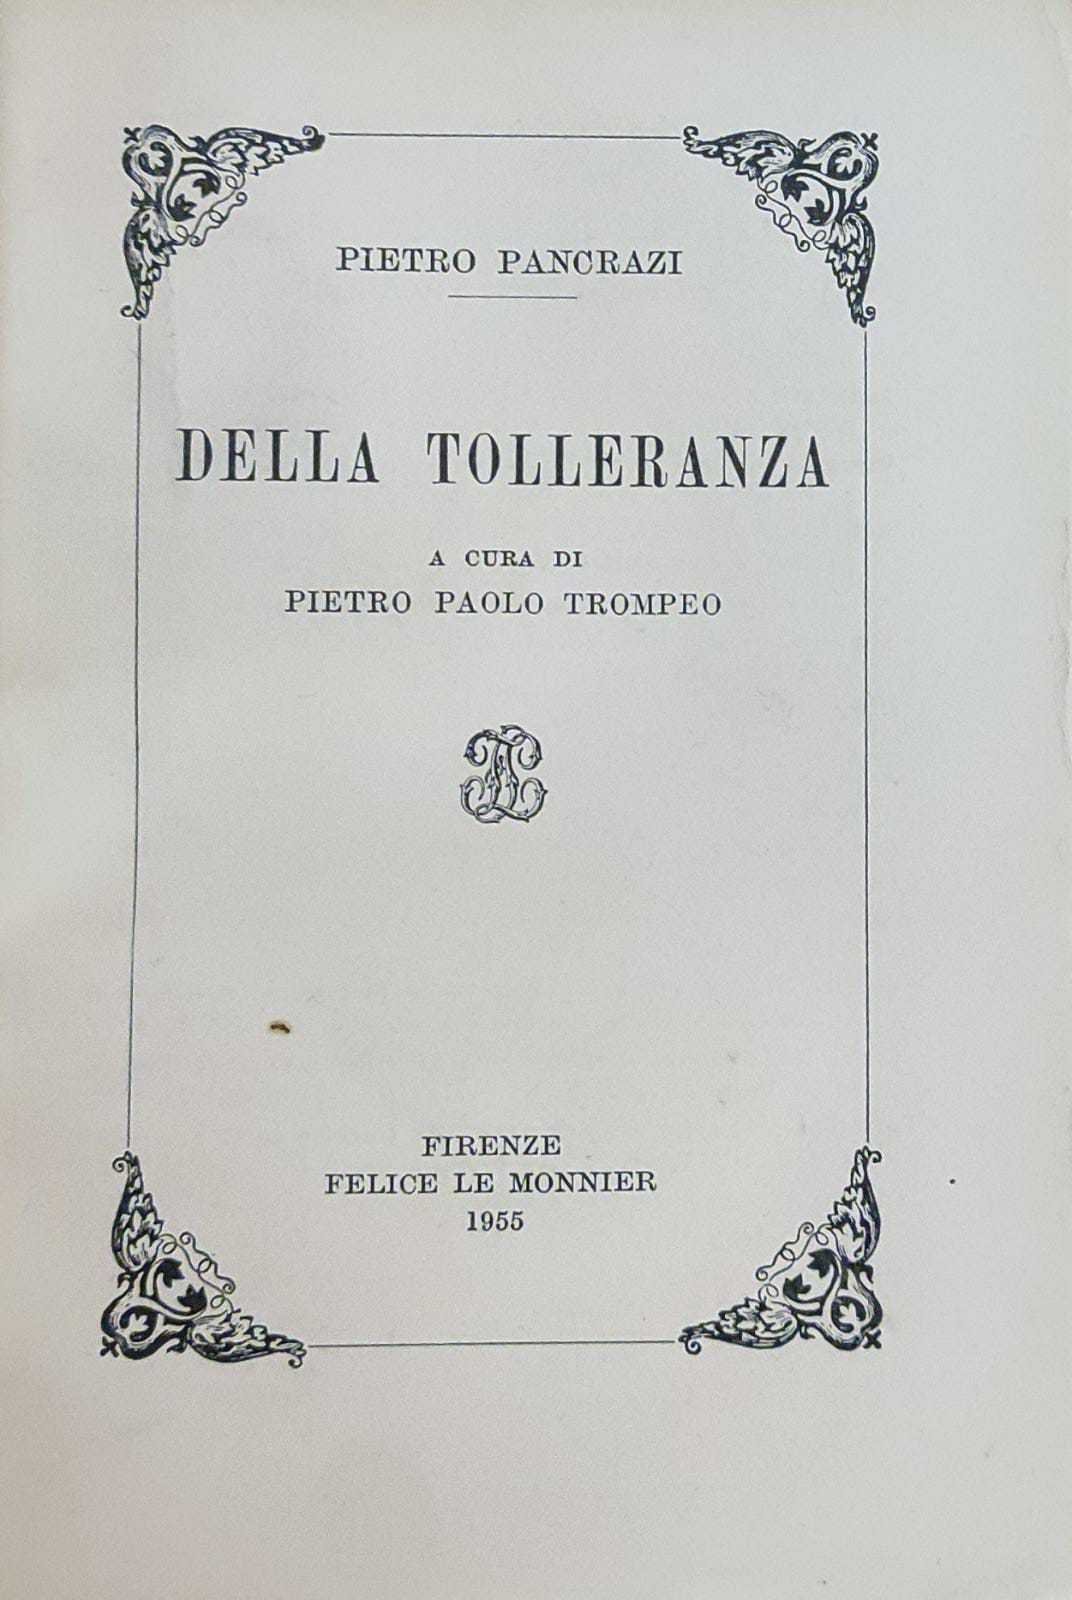 PIETRO PANCRAZI
DELLA TOLLERANZA
A CURA DI
PIETRO PAOLO TROMPEO
FIRENZE
FELICE LE MONNIER
1955